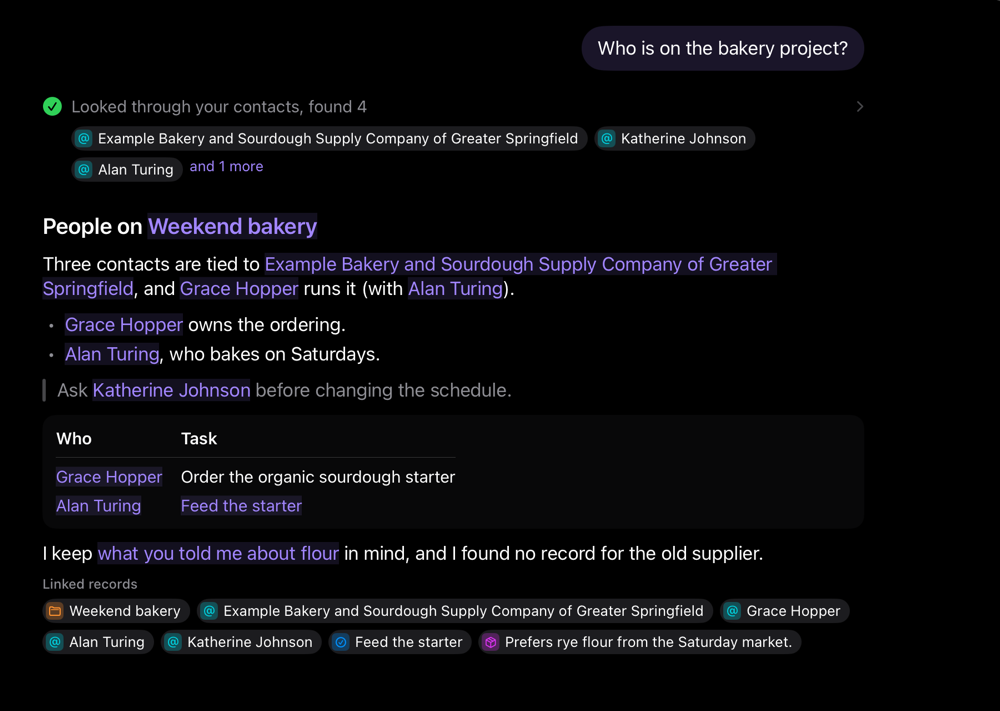 Who is on the bakery project?
Looked through your contacts, found 4
@ Example Bakery and Sourdough Supply Company of Greater Springfield @ Katherine Johnson
@ Alan Turing and 1 more
People on Weekend bakery
Three contacts are tied to Example Bakery and Sourdough Supply Company of Greater
Springfield, and Grace Hopper runs it (with Alan Turing).
• Grace Hopper owns the ordering.
• Alan Turing, who bakes on Saturdays.
Ask Katherine Johnson before changing the schedule.
Who Task
Grace Hopper Order the organic sourdough starter
Alan Turing Feed the starter
I keep what you told me about flour in mind, and I found no record for the old supplier.
Linked records
Weekend bakery @ Example Bakery and Sourdough Supply Company of Greater Springfield @ Grace Hopper
@ Alan Turing @ Katherine Johnson Feed the starter Prefers rye flour from the Saturday market.